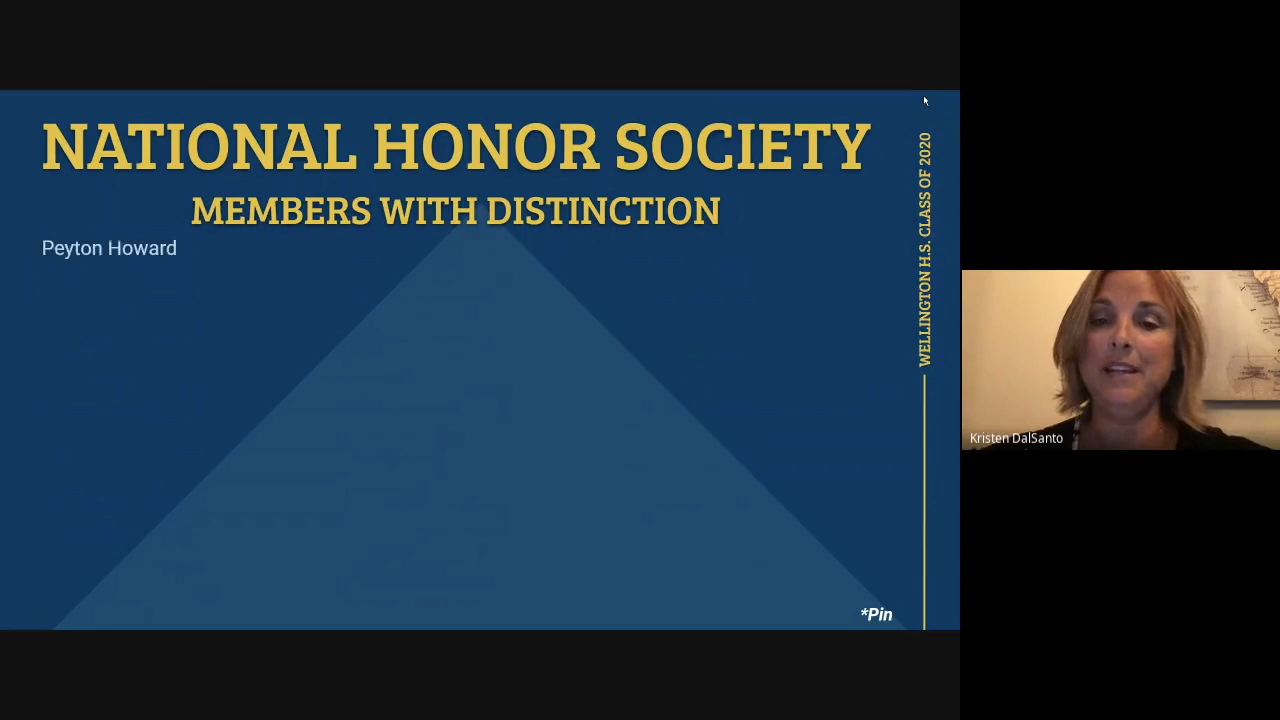 NATIONAL HONOR SOCIETY
MEMBERS WITH DISTINCTION
Peyton Howard
WELLINGTON H.S. CLASS OF 2020
*Pin
Kristen DalSanto